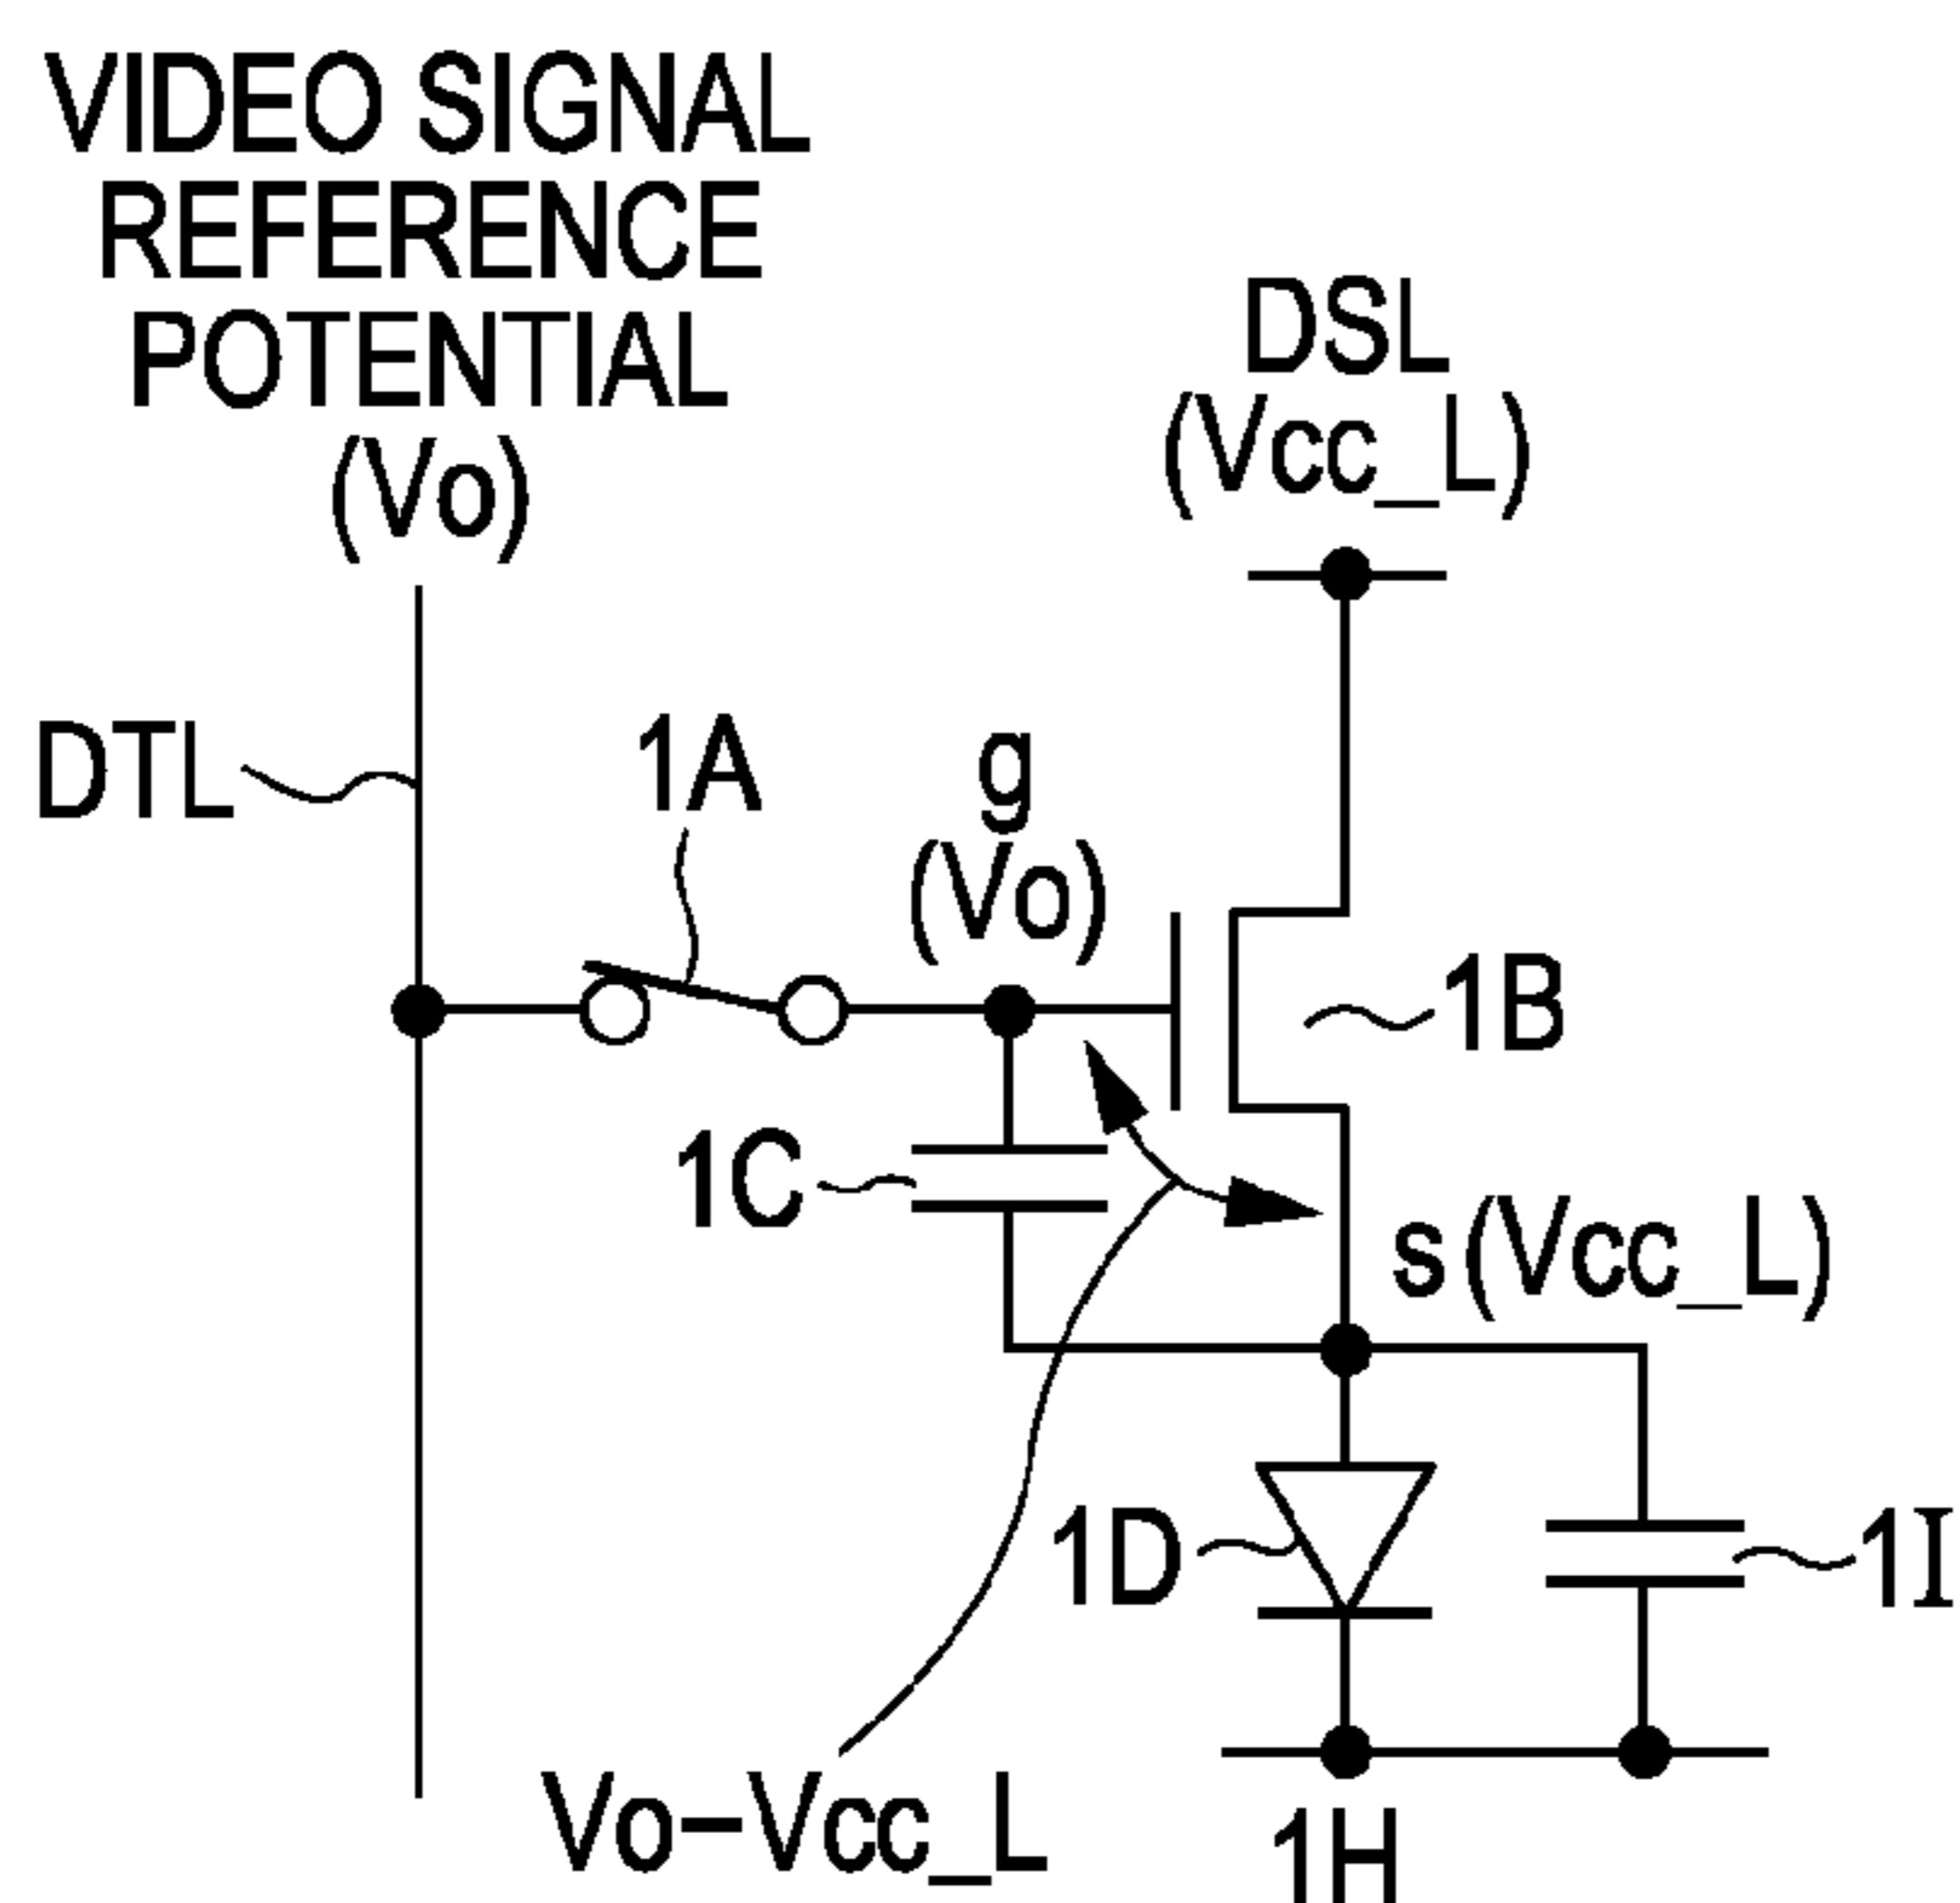 VIDEO SIGNAL
REFERENCE
POTENTIAL
(Vo)
DSL
(Vcc_L)
DTL
1A
g
(Vo)
1B
1C
s (Vcc_L)
1D
1I
Vo–Vcc_L
1H